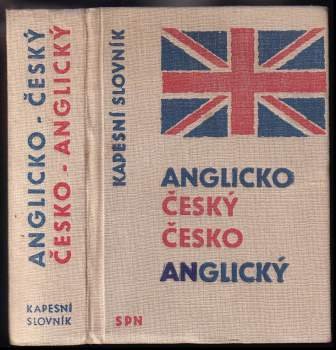 ANGLICKO - ČESKÝ
ČESKO - ANGLICKÝ
KAPESNÍ
SLOVNÍK
KAPESNÍ SLOVNÍK
ANGLICKO
ČESKÝ
ČESKO
ANGLICKÝ
SPN